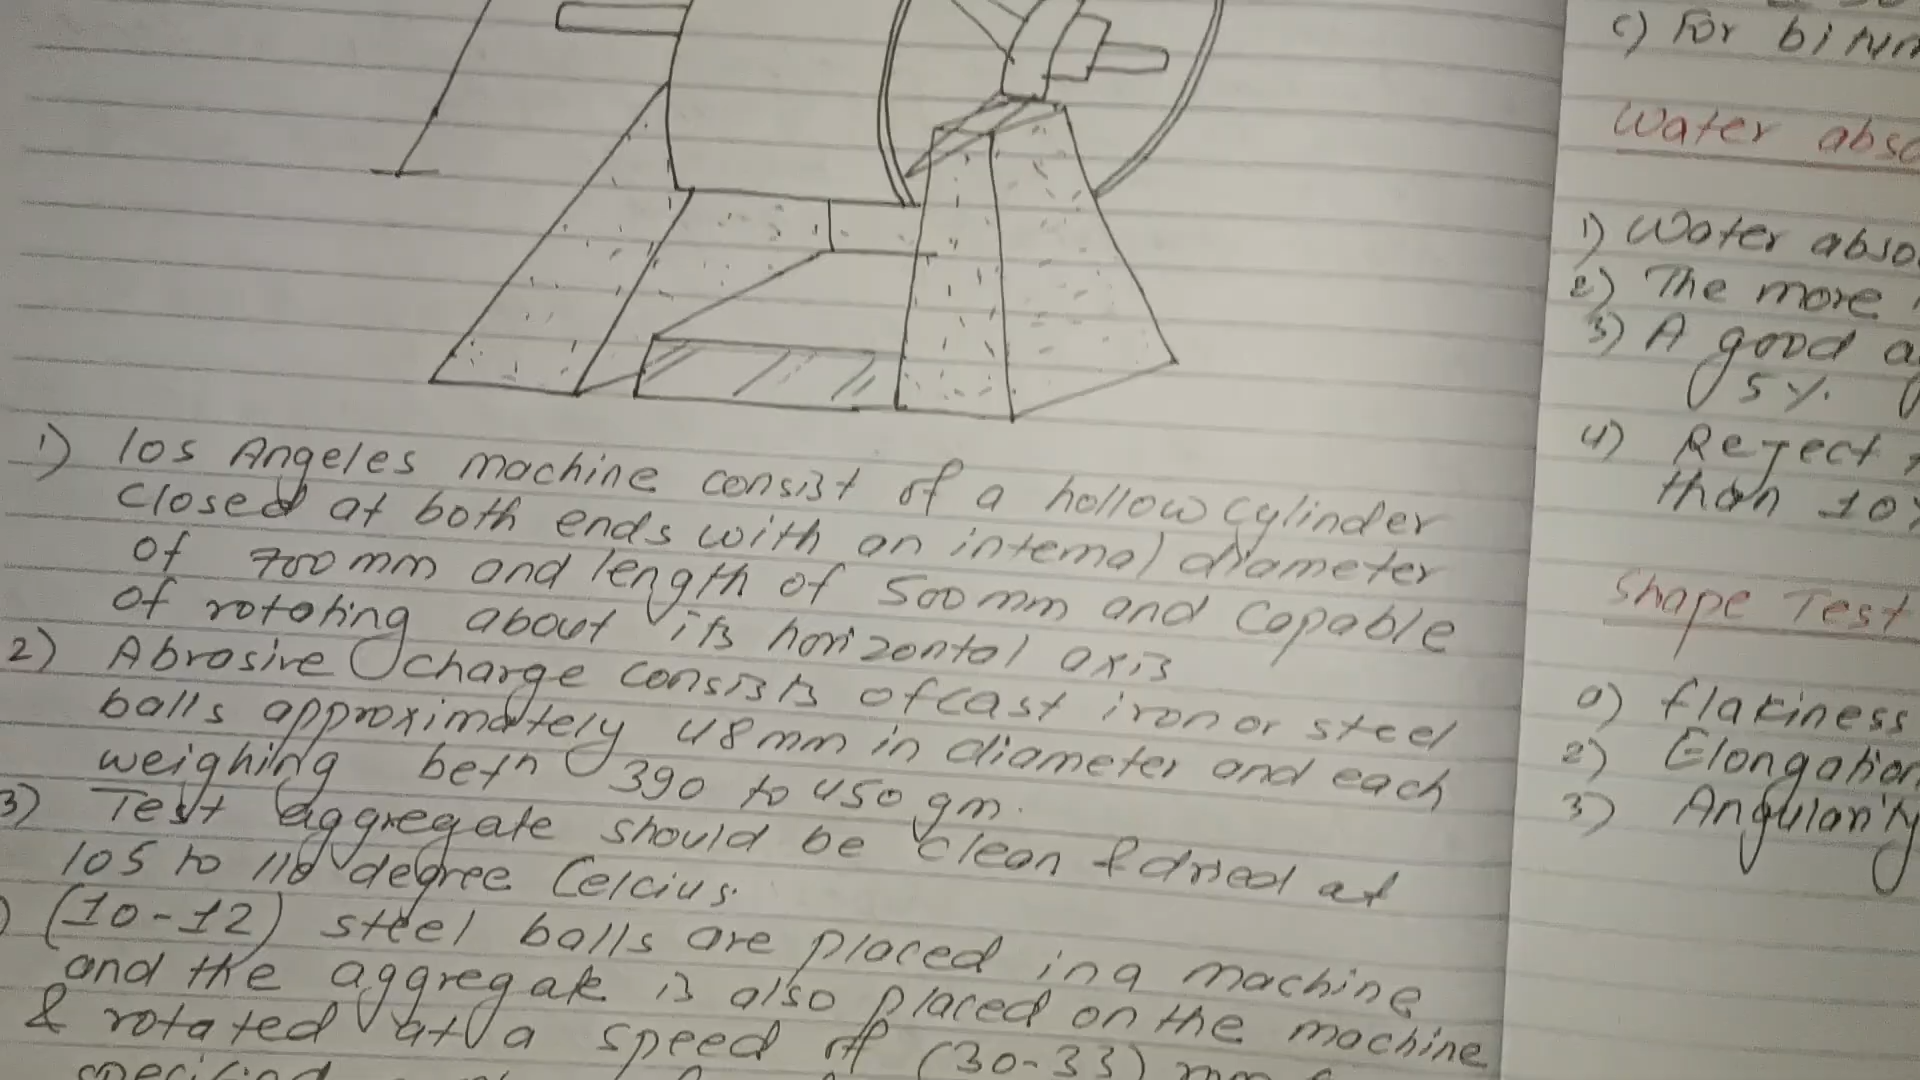 1) los Angeles machine consist of a hollow cylinder
closed at both ends with an internal diameter
of 700 mm and length of 500 mm and capable
of rotating about its horizontal axis
2) Abrasive charge consists of cast iron or steel
balls approximately 48 mm in diameter and each
weighing betn 390 to 450 gm.
3) Test aggregate should be clean & dried at
105 to 110 degree Celcius.
(10-12) steel balls are placed in a machine
and the aggregate is also placed on the machine
& rotated at a speed of (30-33)
c) For
Water
1) Water
2) The more
3) A good
5%.
4) Reject
than 10%
Shape Test
a) flakiness
2) Elongation
3) Angularity